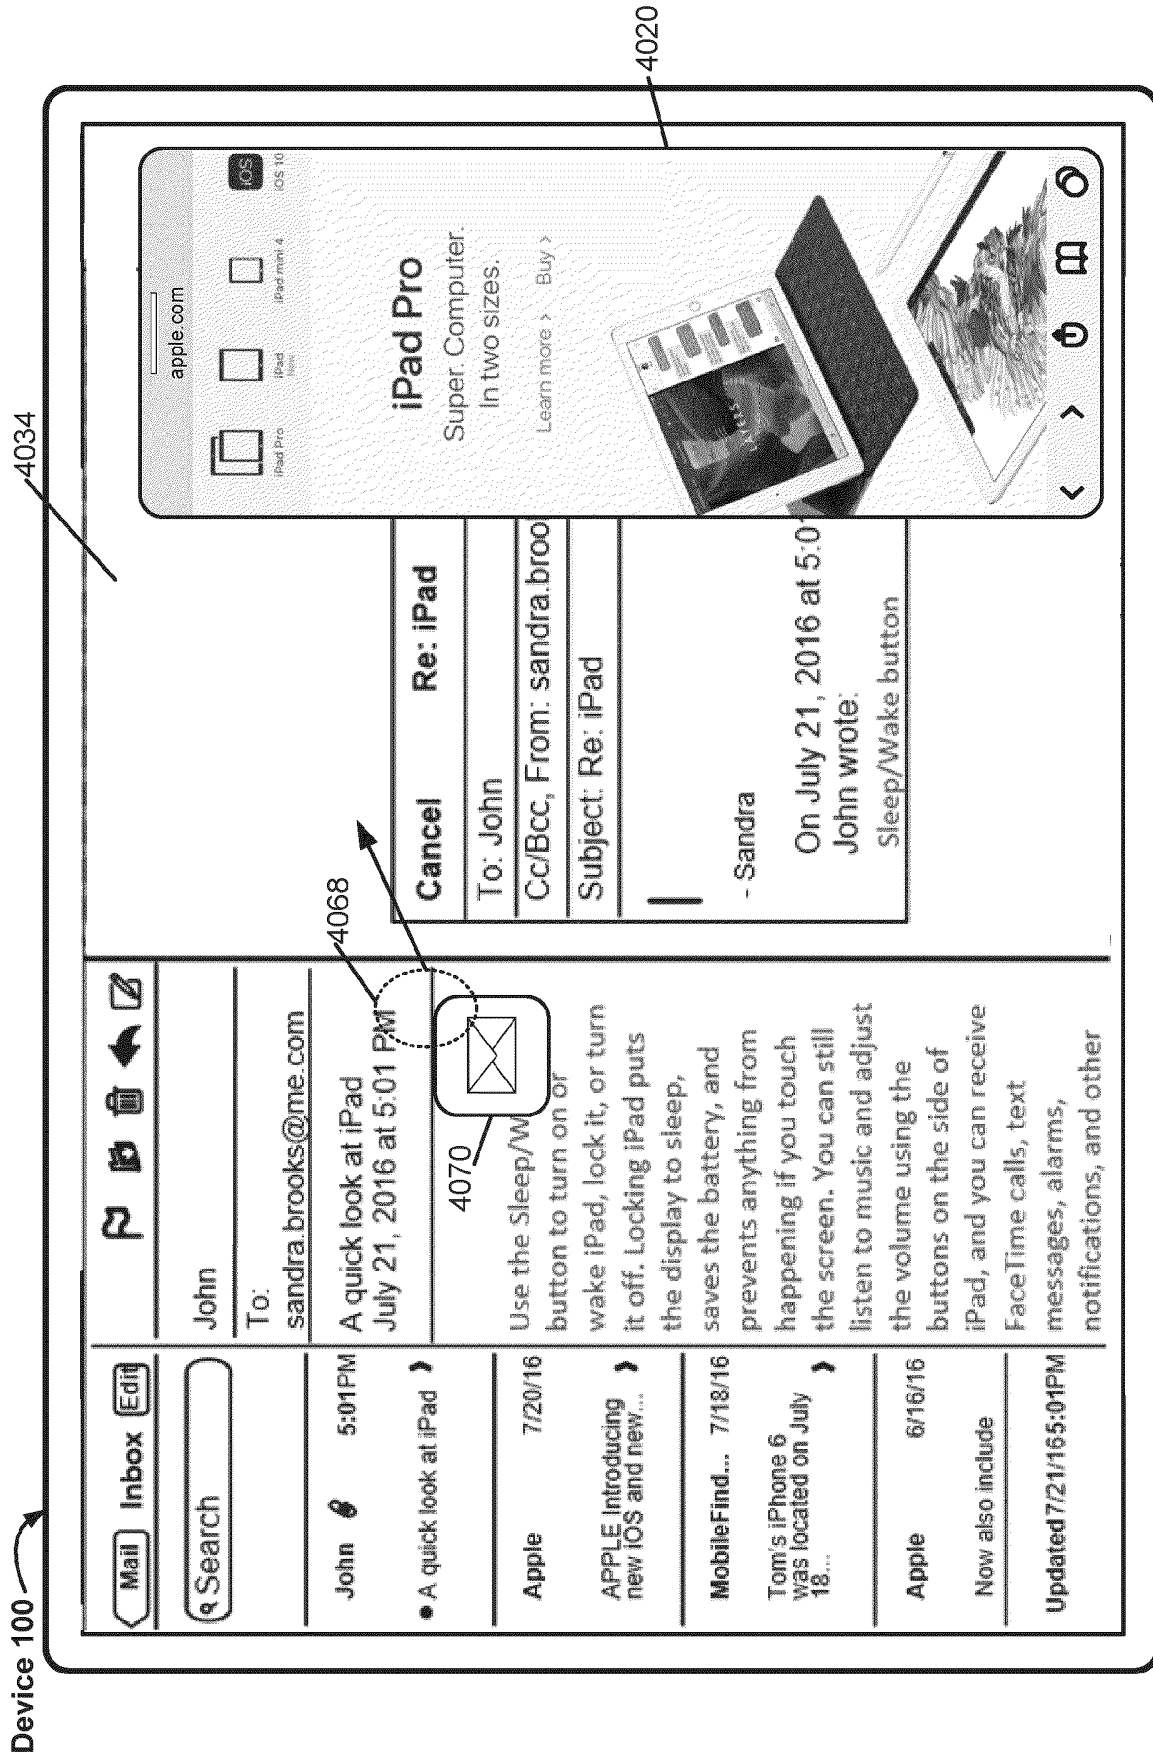 Device 100
Mail Inbox Edit
Search
John 5:01PM
● A quick look at iPad
Apple 7/20/16
APPLE Introducing
new iOS and new...
MobileFind... 7/18/16
Tom's iPhone 6
was located on July
18...
Apple 6/16/16
Now also include
Updated 7/21/16 5:01PM
John
To:
sandra.brooks@me.com
A quick look at iPad
July 21, 2016 at 5:01 PM
4068
4070
Use the Sleep/W
button to turn on or
wake iPad, lock it, or turn
it off. Locking iPad puts
the display to sleep,
saves the battery, and
prevents anything from
happening if you touch
the screen. You can still
listen to music and adjust
the volume using the
buttons on the side of
iPad, and you can receive
FaceTime calls, text
messages, alarms,
notifications, and other
4034
Cancel Re: iPad
To: John
Cc/Bcc, From: sandra.broo
Subject: Re: iPad
- Sandra
On July 21, 2016 at 5:01
John wrote:
Sleep/Wake button
4020
apple.com
iPad Pro iPad iPad mini 4 iOS iOS 10
iPad Pro
Super. Computer.
In two sizes.
Learn more > Buy >